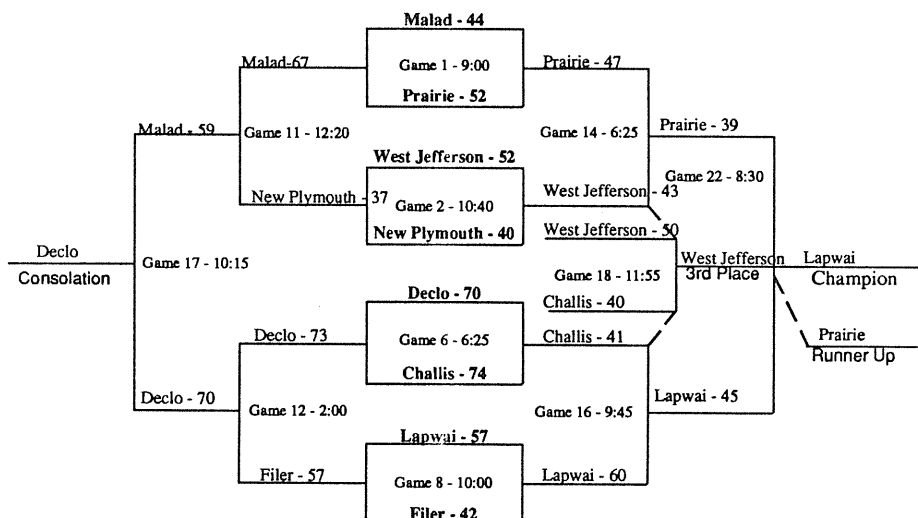 Malad - 44
Malad-67
Game 1 - 9:00
Prairie - 47
Prairie - 52
Malad - 59
Game 11 - 12:20
Game 14 - 6:25
Prairie - 39
West Jefferson - 52
Game 22 - 8:30
New Plymouth - 37
Game 2 - 10:40
West Jefferson - 43
New Plymouth - 40
West Jefferson - 50
Declo
Game 17 - 10:15
West Jefferson
Lapwai
Consolation
Game 18 - 11:55
3rd Place
Champion
Declo - 70
Challis - 40
Declo - 73
Game 6 - 6:25
Challis - 41
Prairie
Runner Up
Challis - 74
Declo - 70
Game 12 - 2:00
Game 16 - 9:45
Lapwai - 45
Lapwai - 57
Filer - 57
Game 8 - 10:00
Lapwai - 60
Filer - 42